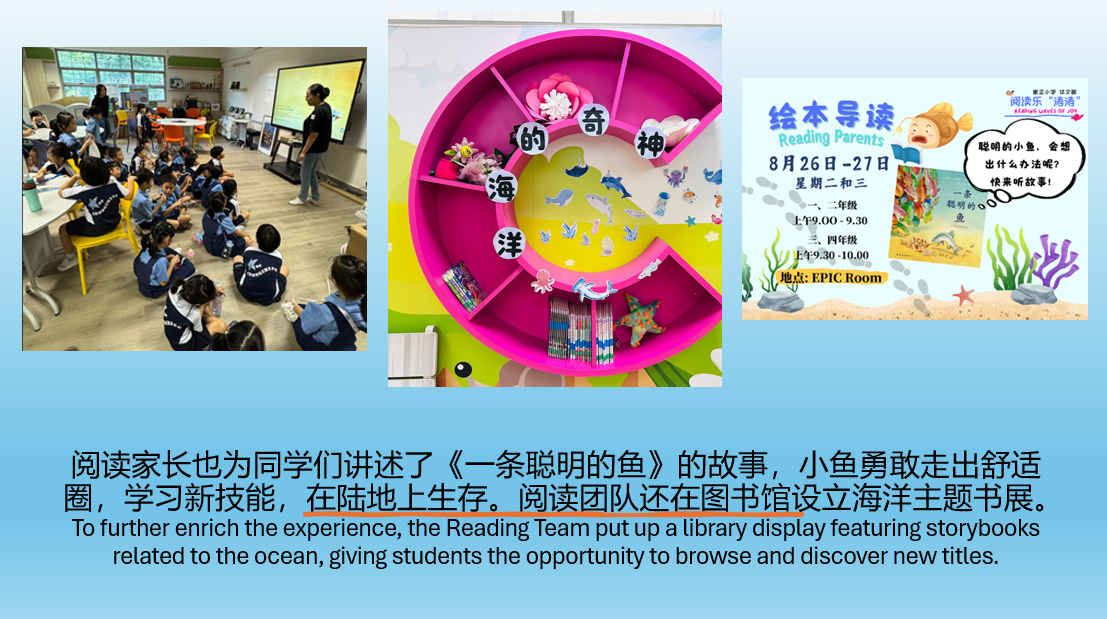 神
奇
的
海
洋
绘本导读
Reading Parents
8月26日-27日
星期二和三
一、二年级
上午9.00 - 9.30
三、四年级
上午9.30 -10.00
地点: EPIC Room
崇正小学 华文部
阅读乐“涛涛”
READING WAVES OF JOY
聪明的小鱼，会想
出什么办法呢?
快来听故事!
一条
聪明的
鱼
阅读家长也为同学们讲述了《一条聪明的鱼》的故事，小鱼勇敢走出舒适
圈，学习新技能，在陆地上生存。阅读团队还在图书馆设立海洋主题书展。
To further enrich the experience, the Reading Team put up a library display featuring storybooks
related to the ocean, giving students the opportunity to browse and discover new titles.